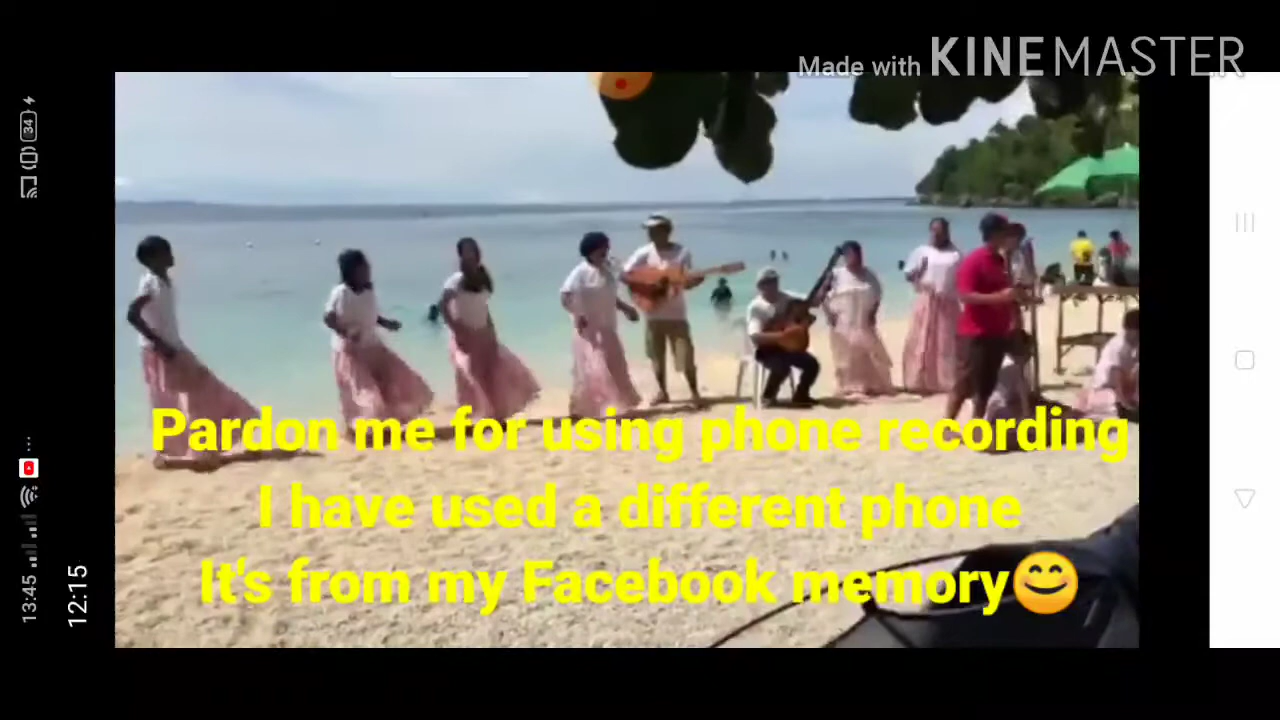 Made with KINEMASTER
Pardon me for using phone recording
I have used a different phone
It's from my Facebook memory😊
34
13:45
12:15